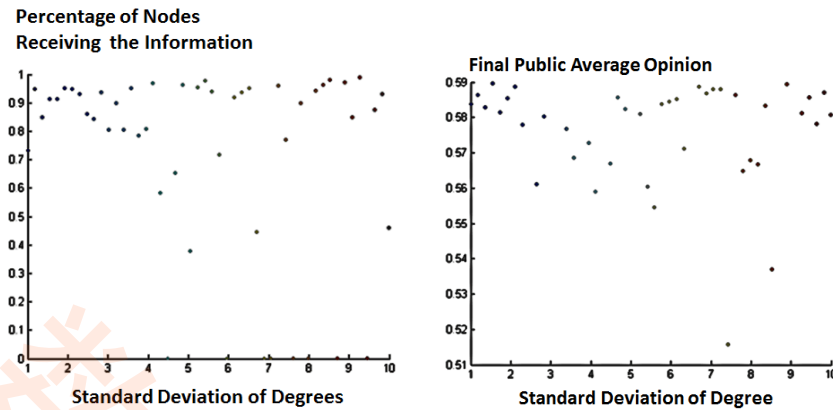 Percentage of Nodes
Receiving the Information
1
0.9
0.8
0.7
0.6
0.5
0.4
0.3
0.2
0.1
0
1 2 3 4 5 6 7 8 9 10
Standard Deviation of Degrees
Final Public Average Opinion
0.59
0.58
0.57
0.56
0.55
0.54
0.53
0.52
0.51
1 2 3 4 5 6 7 8 9 10
Standard Deviation of Degree